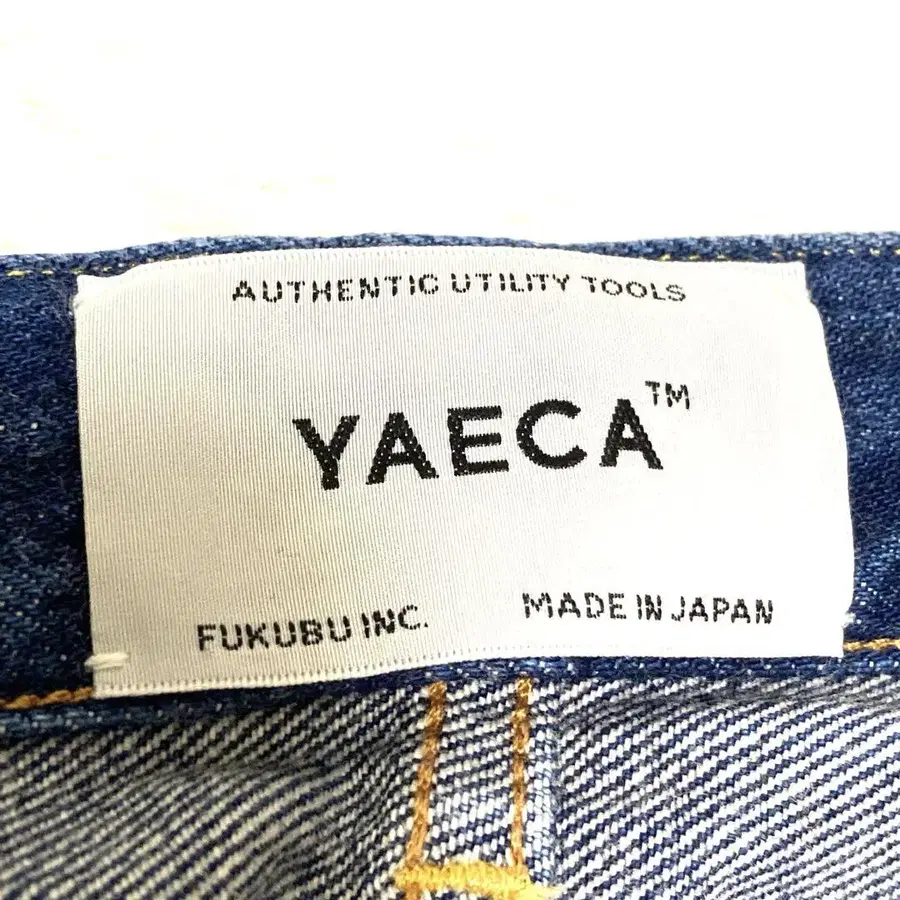 AUTHENTIC UTILITY TOOLS
YAECA™
FUKUBU INC. MADE IN JAPAN